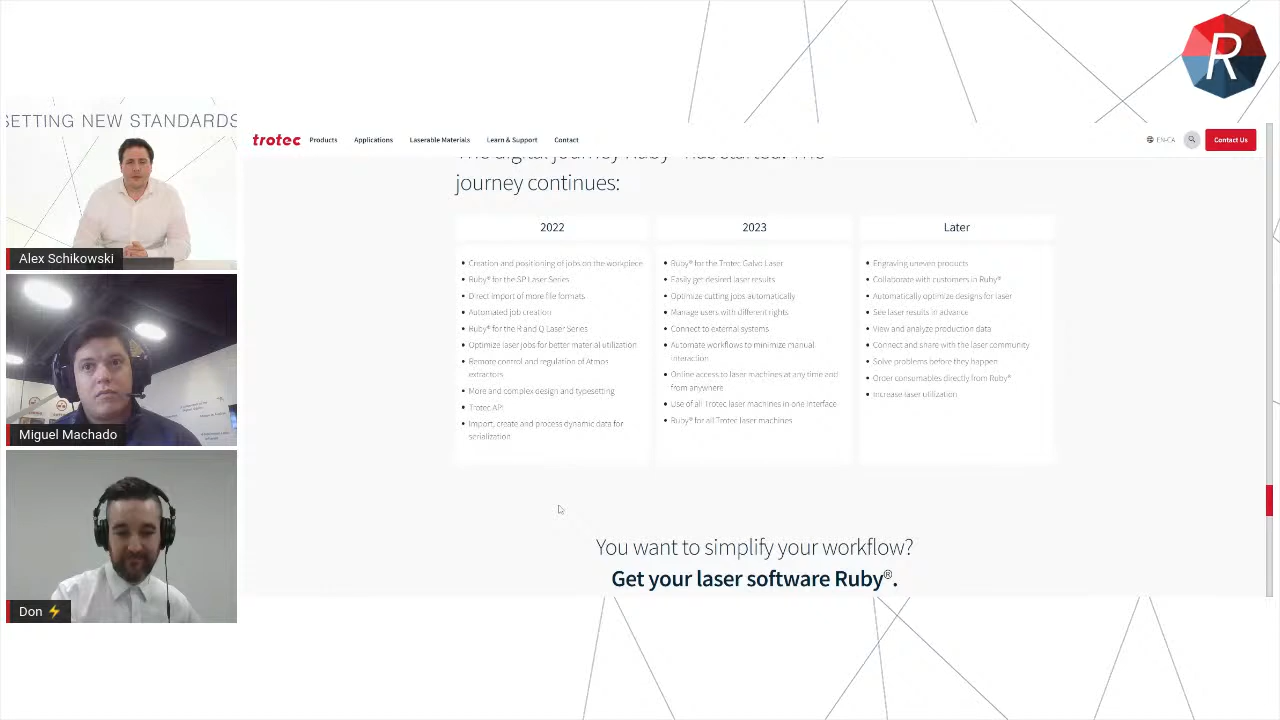 R
SETTING NEW STANDARDS
Alex Schikowski
Miguel Machado
Don ⚡
trotec
Products Applications Laserable Materials Learn & Support Contact
EN-CA
Contact Us
The digital journey Ruby® has started. The
journey continues:
2022
• Creation and positioning of jobs on the workpiece
• Ruby® for the SP Laser Series
• Direct import of more file formats
• Automated job creation
• Ruby® for the R and Q Laser Series
• Optimize laser jobs for better material utilization
• Remote control and regulation of Atmos
extractors
• More and complex design and typesetting
• Trotec API
• Import, create and process dynamic data for
serialization
2023
• Ruby® for the Trotec Galvo Laser
• Easily get desired laser results
• Optimize cutting jobs automatically
• Manage users with different rights
• Connect to external systems
• Automate workflows to minimize manual
interaction
• Online access to laser machines at any time and
from anywhere
• Use of all Trotec laser machines in one interface
• Ruby® for all Trotec laser machines
Later
• Engraving uneven products
• Collaborate with customers in Ruby®
• Automatically optimize designs for laser
• See laser results in advance
• View and analyze production data
• Connect and share with the laser community
• Solve problems before they happen
• Order consumables directly from Ruby®
• Increase laser utilization
You want to simplify your workflow?
Get your laser software Ruby®.